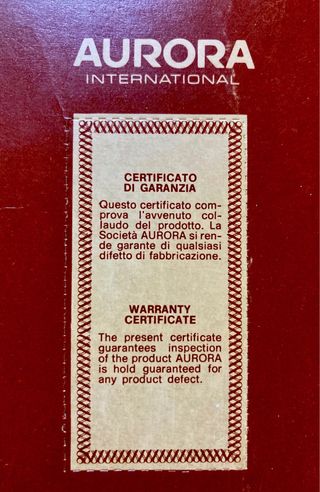 AURORA
INTERNATIONAL
CERTIFICATO
DI GARANZIA
Questo certificato com-
prova l'avvenuto col-
laudo del prodotto. La
Società AURORA si ren-
de garante di qualsiasi
difetto di fabbricazione.
WARRANTY
CERTIFICATE
The present certificate
guarantees inspection
of the product AURORA
is hold guaranteed for
any product defect.